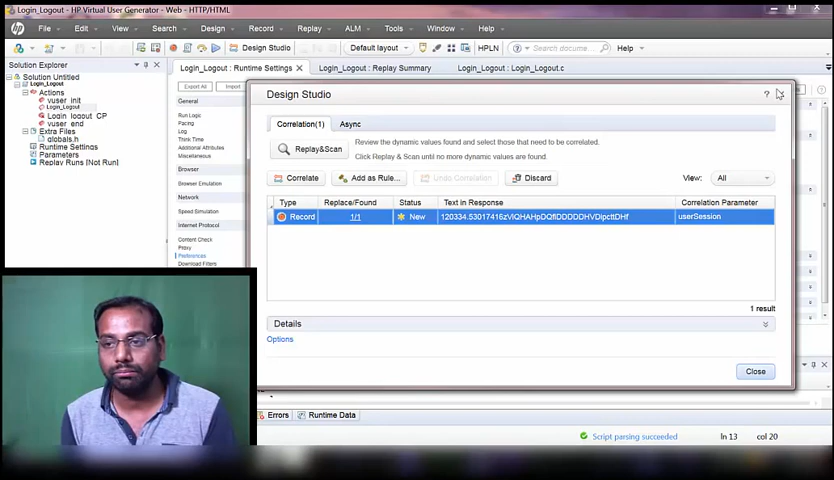 Login_Logout - HP Virtual User Generator - Web - HTTP/HTML
File Edit View Search Design Record Replay ALM Tools Window Help
Design Studio Default layout HPLN Search Document... Help
Solution Explorer
Login_Logout : Runtime Settings Login_Logout : Replay Summary Login_Logout : Login_Logout.c
Solution Untitled
Login_Logout
Actions
vuser_init
Login_Logout
Login_logout_CP
vuser_end
Extra Files
globals.h
Runtime Settings
Parameters
Replay Runs [Not Run]
Export All Import
General
Run Logic
Pacing
Log
Think Time
Additional Attributes
Miscellaneous
Browser
Browser Emulation
Network
Speed Simulation
Internet Protocol
Content Check
Proxy
Preferences
Download Filters
Design Studio
Correlation(1) Async
Replay&Scan
Review the dynamic values found and select those that need to be correlated.
Click Replay & Scan until no more dynamic values are found.
Correlate Add as Rule... Undo Correlation Discard View: All
Type Replace/Found Status Text in Response Correlation Parameter
Record 1/1 New userSession
1 result
Details
Options
Close
Errors Runtime Data
Script parsing succeeded ln 13 col 20